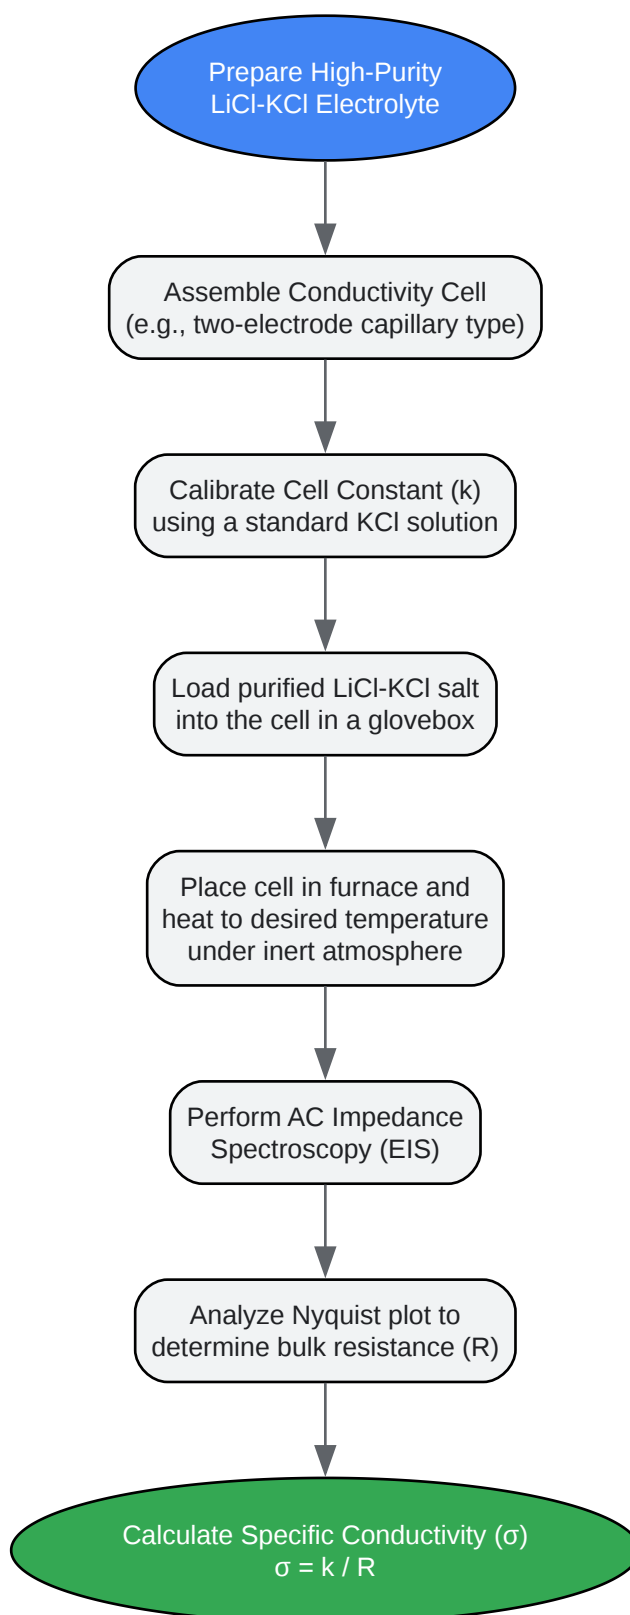 Prepare High-Purity
LiCl-KCl Electrolyte
Assemble Conductivity Cell
(e.g., two-electrode capillary type)
Calibrate Cell Constant (k)
using a standard KCl solution
Load purified LiCl-KCl salt
into the cell in a glovebox
Place cell in furnace and
heat to desired temperature
under inert atmosphere
Perform AC Impedance
Spectroscopy (EIS)
Analyze Nyquist plot to
determine bulk resistance (R)
Calculate Specific Conductivity (σ)
σ = k / R